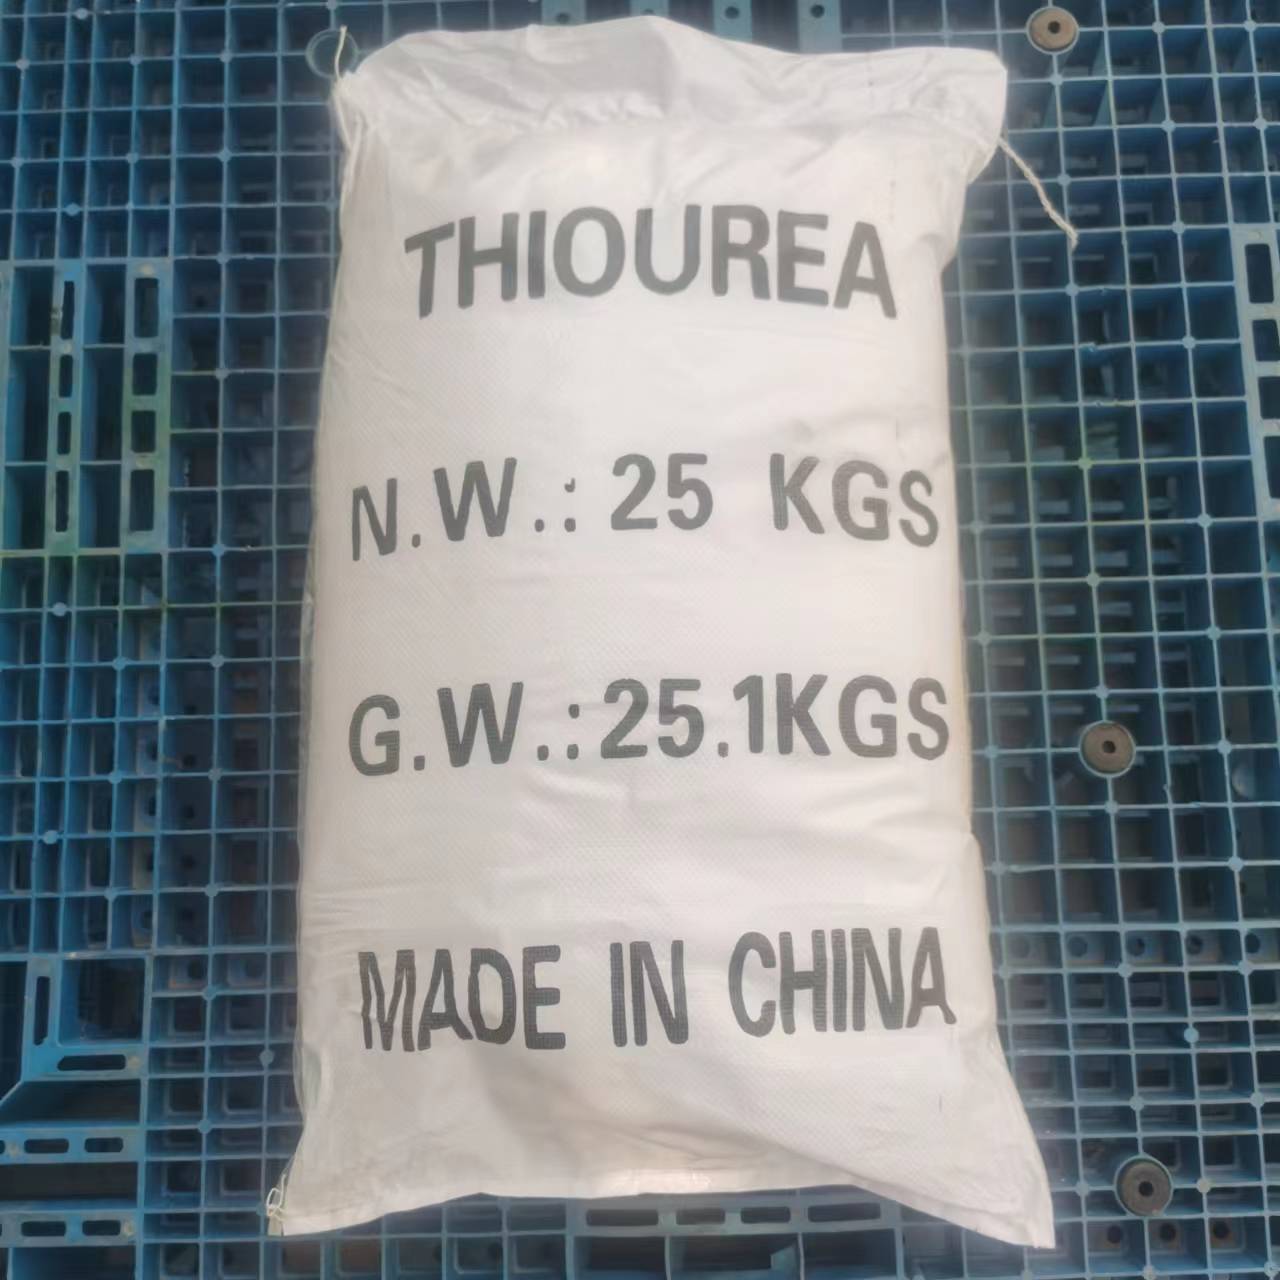 THIOUREA
N.W.: 25 KGS
G.W.:25.1KGS
MADE IN CHINA